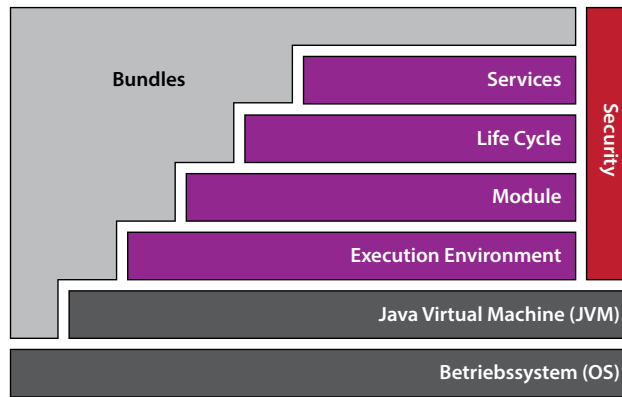 Bundles
Services
Life Cycle
Module
Execution Environment
Security
Java Virtual Machine (JVM)
Betriebssystem (OS)